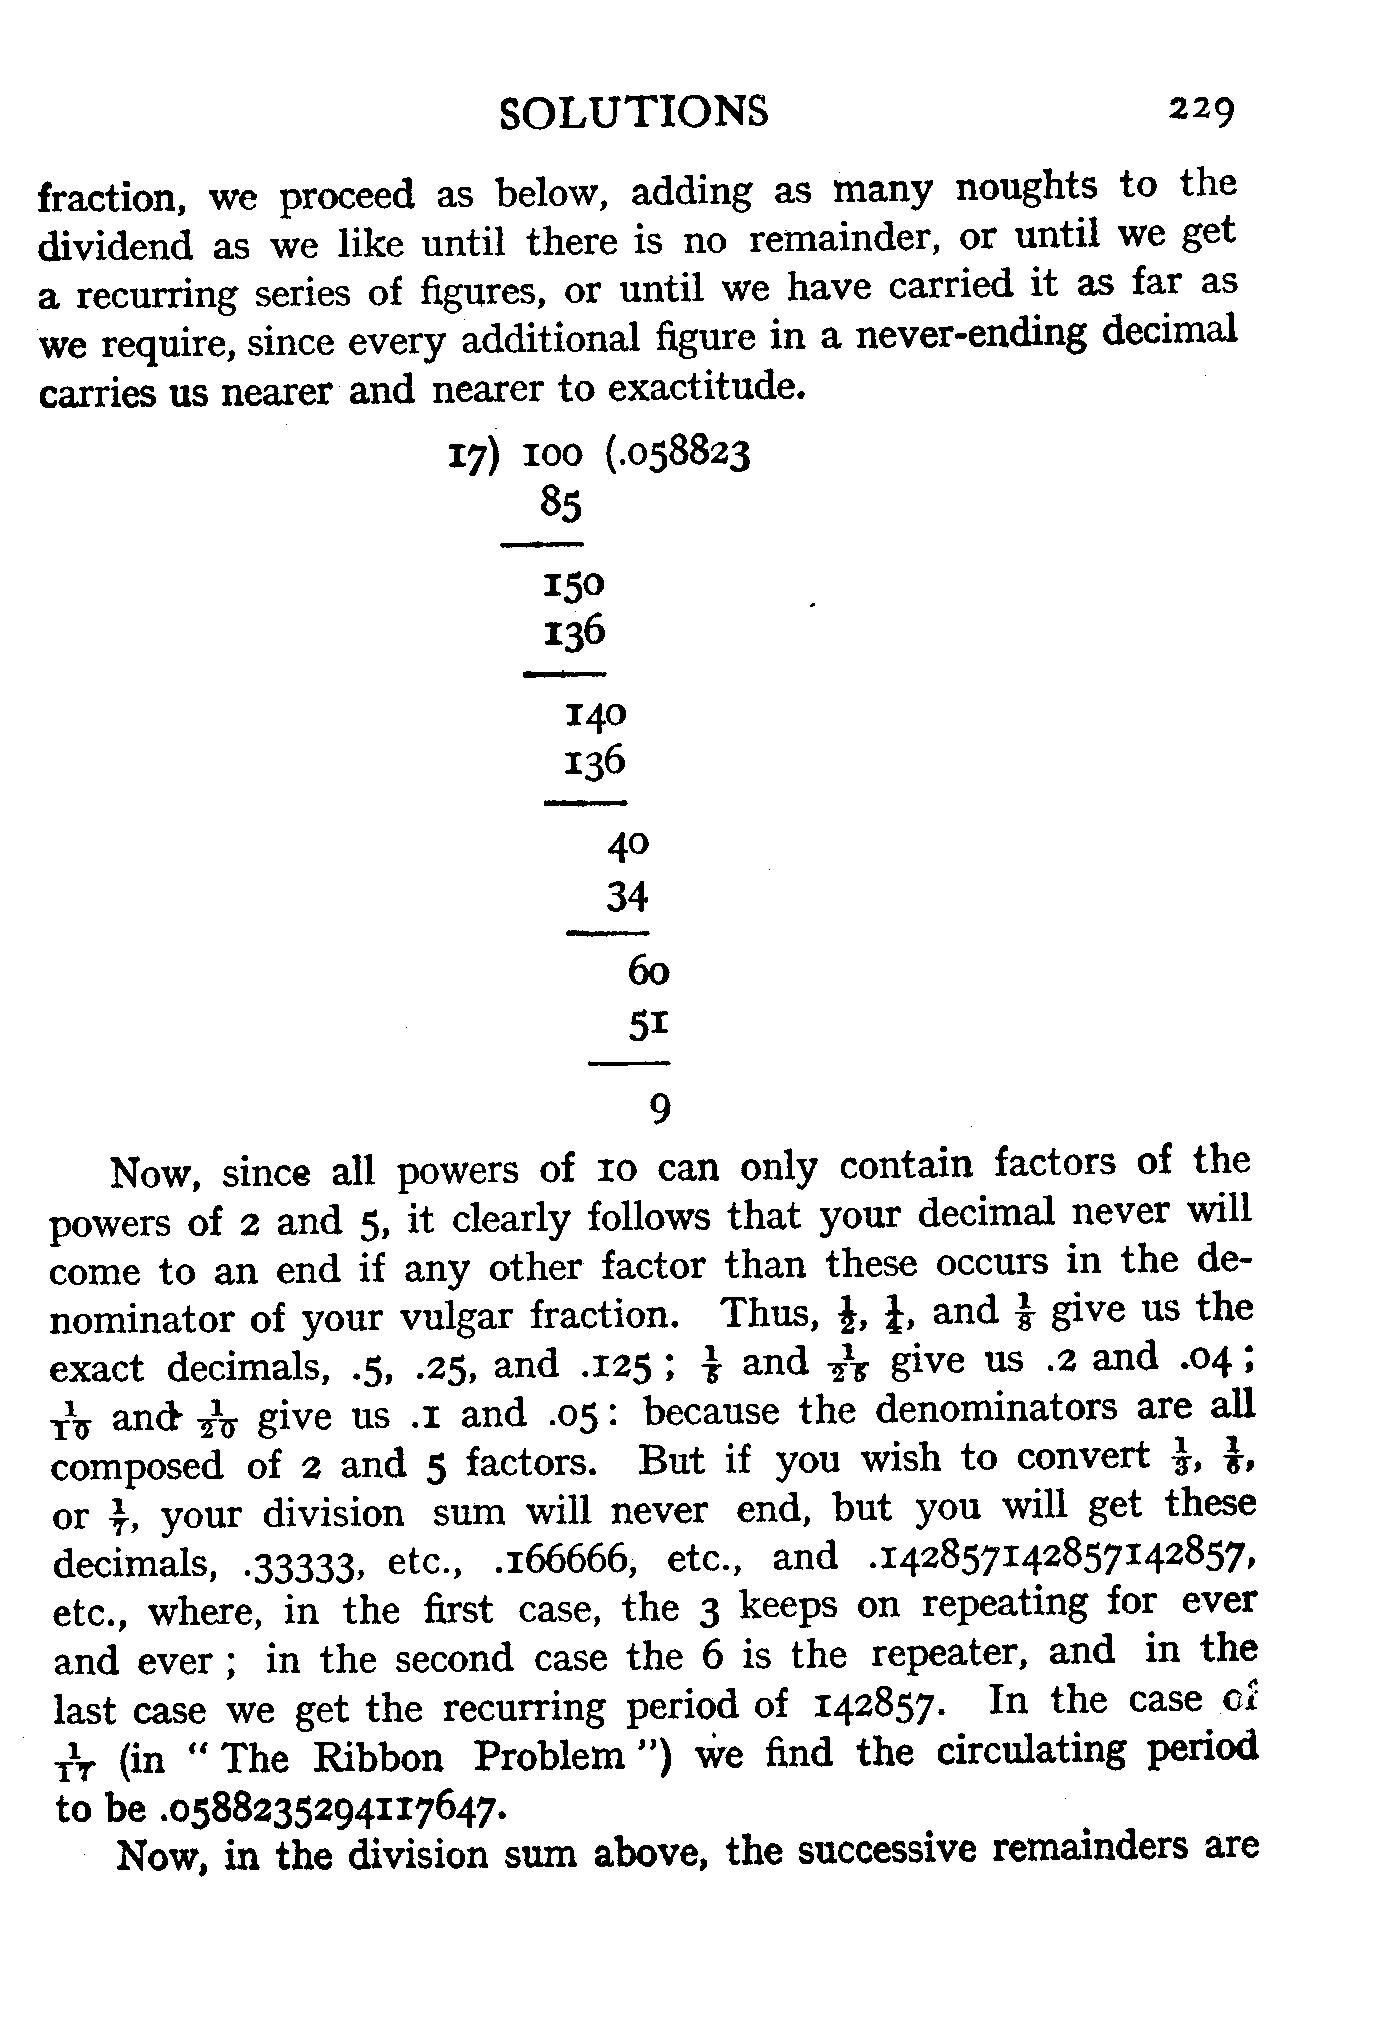 SOLUTIONS 229
fraction, we proceed as below, adding as many noughts to the
dividend as we like until there is no remainder, or until we get
a recurring series of figures, or until we have carried it as far as
we require, since every additional figure in a never-ending decimal
carries us nearer and nearer to exactitude.
17) 100 (.058823
85
150
136
140
136
40
34
60
51
9
Now, since all powers of 10 can only contain factors of the
powers of 2 and 5, it clearly follows that your decimal never will
come to an end if any other factor than these occurs in the de-
nominator of your vulgar fraction. Thus, 1/2, 1/4, and 1/8 give us the
exact decimals, .5, .25, and .125 ; 1/5 and 1/25 give us .2 and .04 ;
1/10 and 1/20 give us .1 and .05 : because the denominators are all
composed of 2 and 5 factors. But if you wish to convert 1/3, 1/6,
or 1/7, your division sum will never end, but you will get these
decimals, .33333, etc., .166666, etc., and .142857142857142857,
etc., where, in the first case, the 3 keeps on repeating for ever
and ever ; in the second case the 6 is the repeater, and in the
last case we get the recurring period of 142857. In the case of
1/17 (in " The Ribbon Problem ") we find the circulating period
to be .0588235294117647.
Now, in the division sum above, the successive remainders are